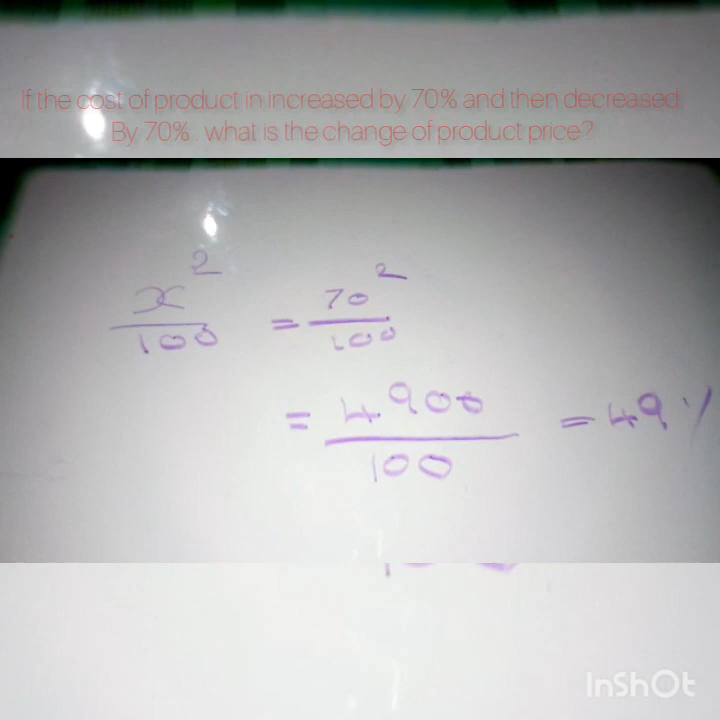 If the cost of product in increased by 70% and then decreased
By 70% . what is the change of product price?
x² / 100 = 70² / 100
= 4900 / 100 = 49%
InShOt